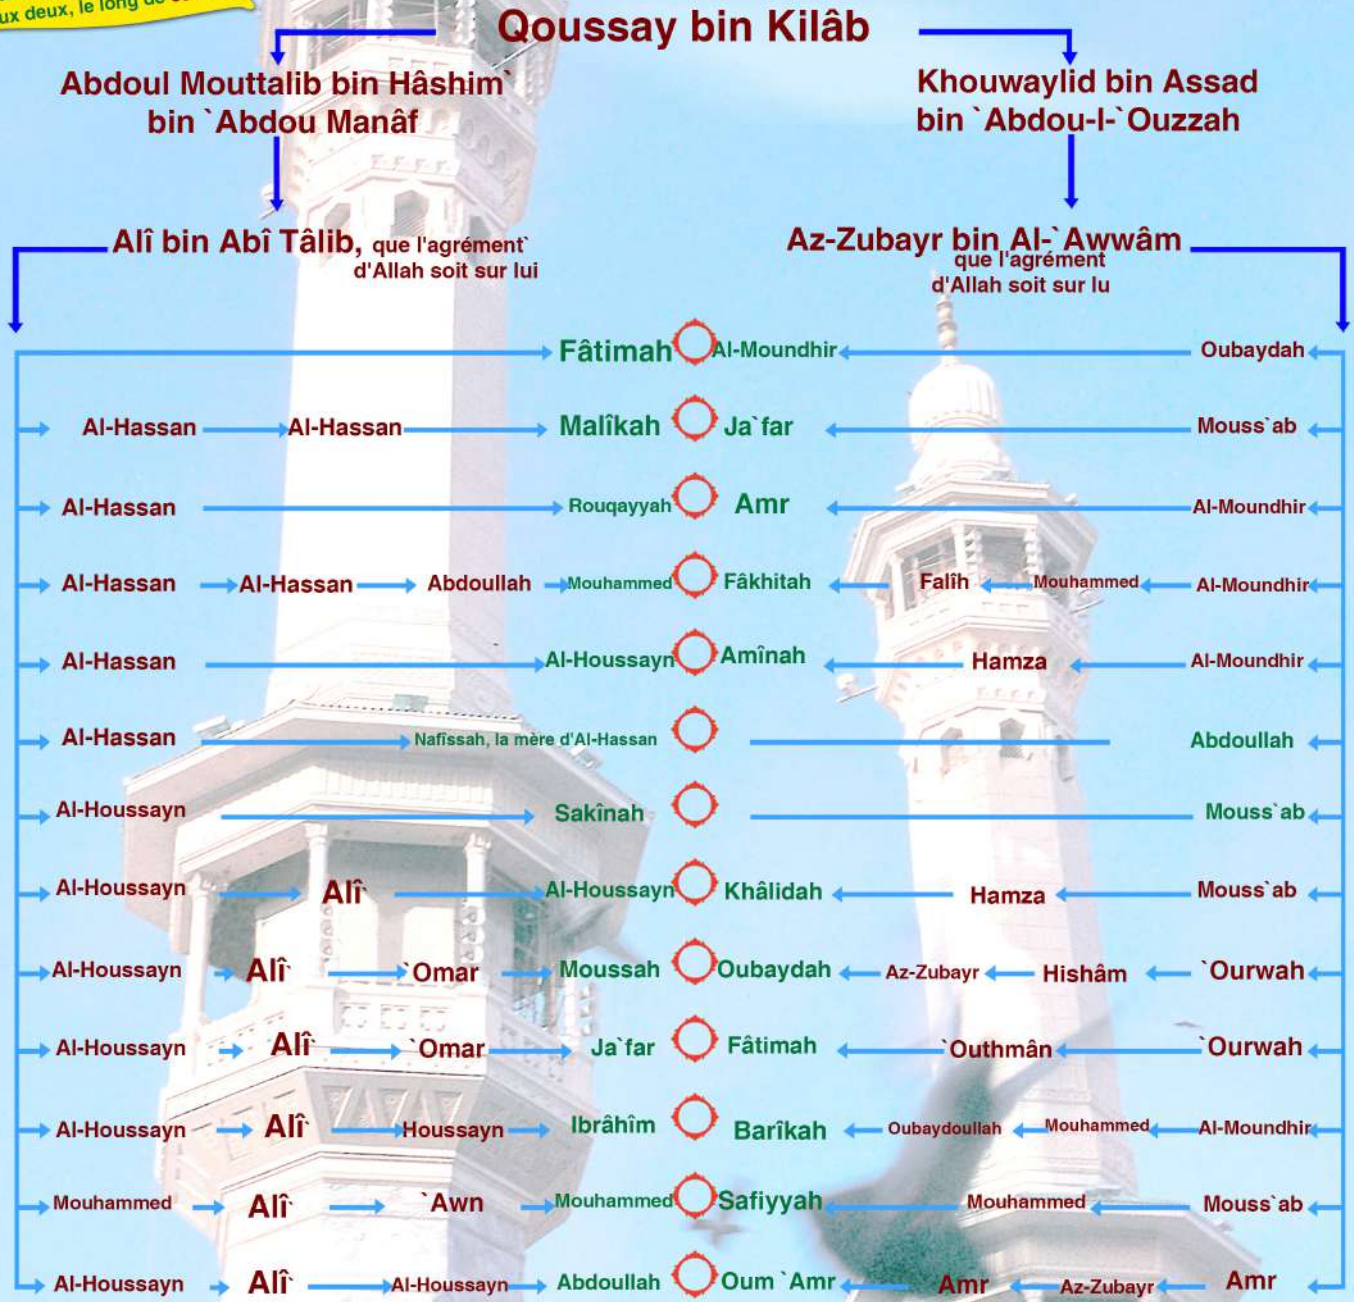 ux deux, le long de
Qoussay bin Kilâb
Abdoul Mouttalib bin Hâshim`
bin `Abdou Manâf
Khouwaylid bin Assad
bin `Abdou-l-`Ouzzah
Alî bin Abî Tâlib, que l'agrément`
d'Allah soit sur lui
Az-Zubayr bin Al-`Awwâm
que l'agrément
d'Allah soit sur lu
Fâtimah Al-Moundhir Oubaydah
Al-Hassan Al-Hassan Malîkah Ja`far Mouss`ab
Al-Hassan Rouqayyah Amr Al-Moundhir
Al-Hassan Al-Hassan Abdoullah Mouhammed Fâkhitah Falîh Mouhammed Al-Moundhir
Al-Hassan Al-Houssayn Amînah Hamza Al-Moundhir
Al-Hassan Nafîssah, la mère d'Al-Hassan Abdoullah
Al-Houssayn Sakînah Mouss`ab
Al-Houssayn Alî` Al-Houssayn Khâlidah Hamza Mouss`ab
Al-Houssayn Alî` `Omar Moussah Oubaydah Az-Zubayr Hishâm `Ourwah
Al-Houssayn Alî` `Omar Ja`far Fâtimah `Outhmân `Ourwah
Al-Houssayn Alî` Houssayn Ibrâhîm Barîkah Oubaydoullah Mouhammed Al-Moundhir
Mouhammed Alî` `Awn Mouhammed Safiyyah Mouhammed Mouss`ab
Al-Houssayn Alî` Al-Houssayn Abdoullah Oum `Amr Amr Az-Zubayr Amr